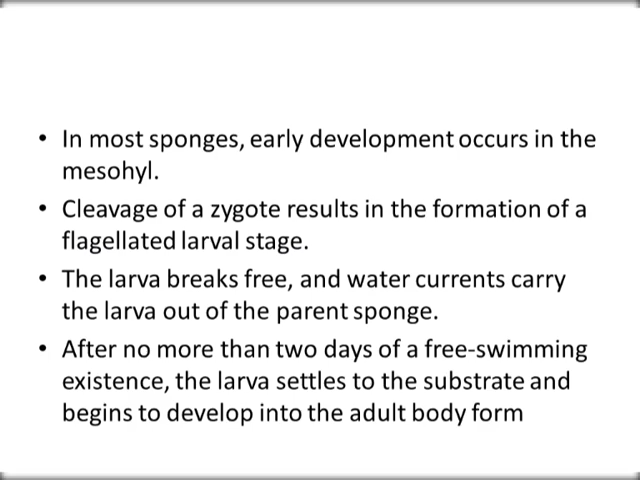 • In most sponges, early development occurs in the
mesohyl.
• Cleavage of a zygote results in the formation of a
flagellated larval stage.
• The larva breaks free, and water currents carry
the larva out of the parent sponge.
• After no more than two days of a free-swimming
existence, the larva settles to the substrate and
begins to develop into the adult body form